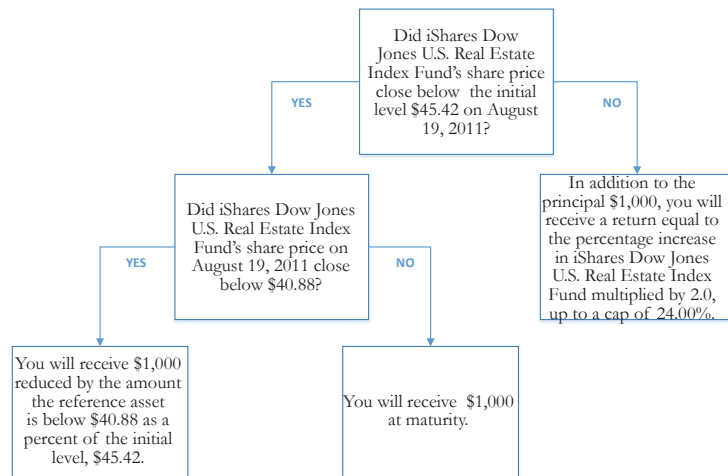 Did iShares Dow
Jones U.S. Real Estate
Index Fund's share price
close below the initial
level $45.42 on August
19, 2011?
YES
NO
Did iShares Dow Jones
U.S. Real Estate Index
Fund's share price on
August 19, 2011 close
below $40.88?
In addition to the
principal $1,000, you will
receive a return equal to
the percentage increase
in iShares Dow Jones
U.S. Real Estate Index
Fund multiplied by 2.0,
up to a cap of 24.00%.
YES
NO
You will receive $1,000
reduced by the amount
the reference asset
is below $40.88 as a
percent of the initial
level, $45.42.
You will receive $1,000
at maturity.